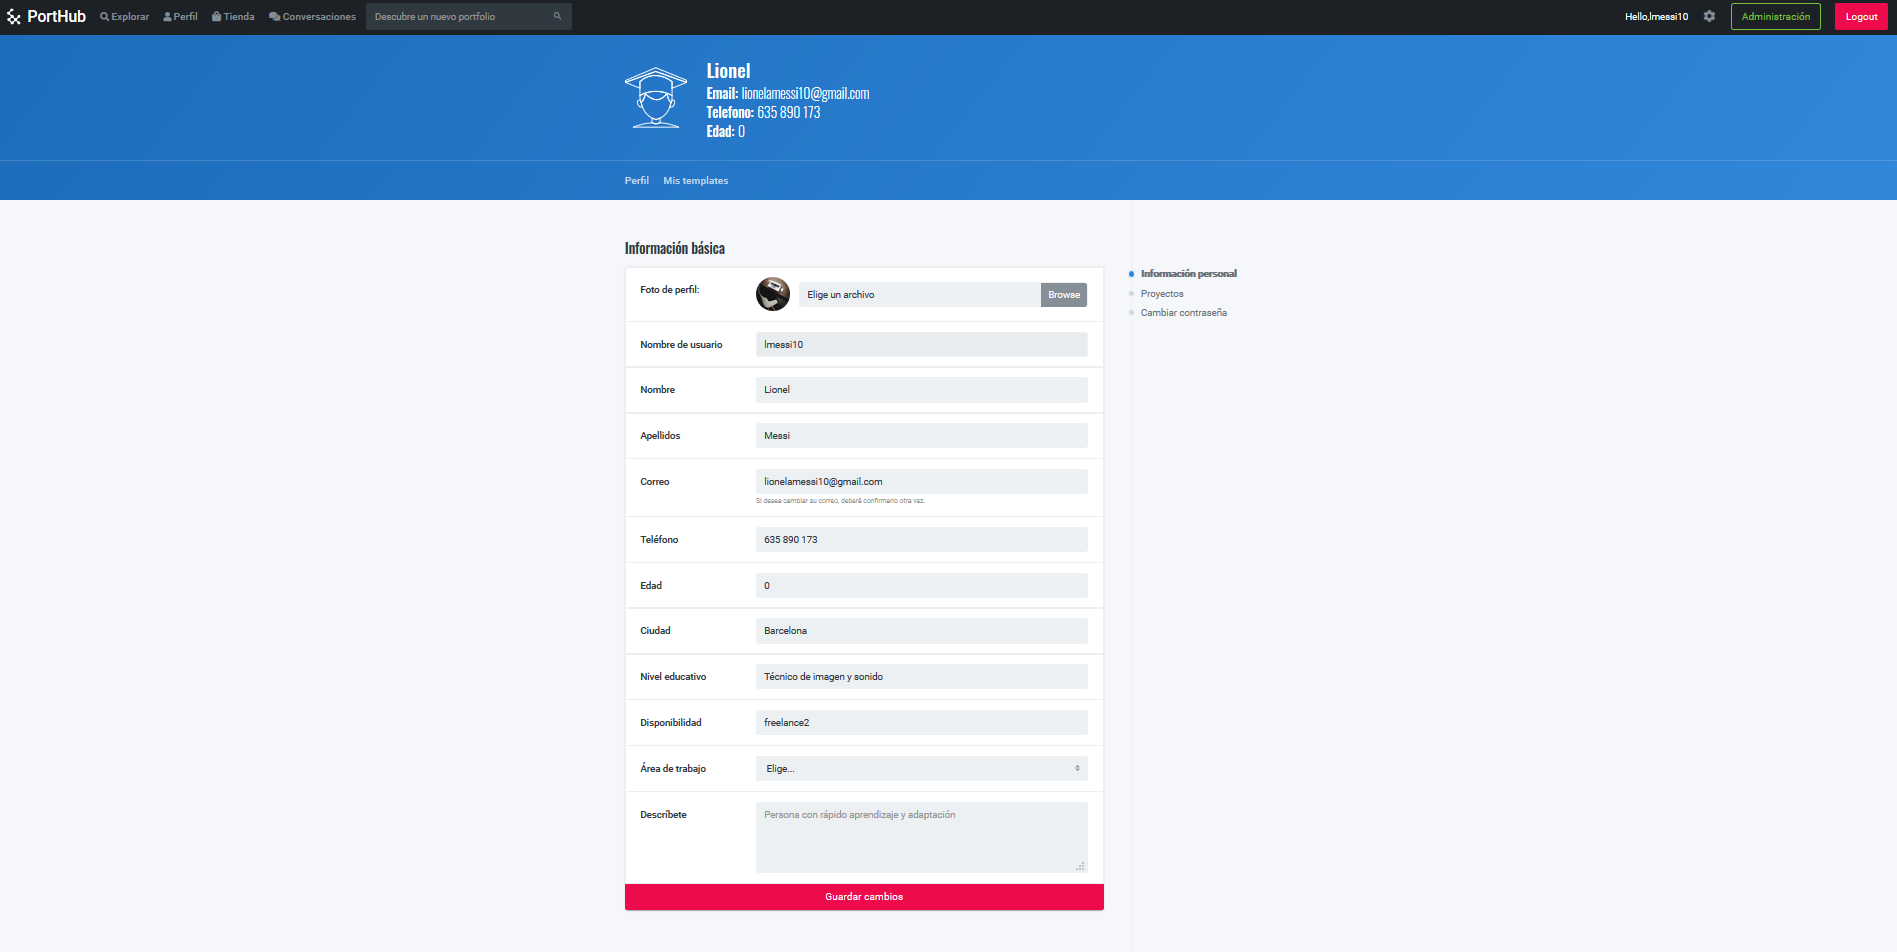 PortHub Explorar Perfil Tienda Conversaciones Descubre un nuevo portfolio Hello,lmessi10 Administración Logout
Lionel
Email: lionelamessi10@gmail.com
Telefono: 635 890 173
Edad: 0
Perfil Mis templates
Información básica
Foto de perfil: Elige un archivo Browse
Nombre de usuario lmessi10
Nombre Lionel
Apellidos Messi
Correo lionelamessi10@gmail.com
Si desea cambiar su correo, deberá confirmarlo otra vez.
Teléfono 635 890 173
Edad 0
Ciudad Barcelona
Nivel educativo Técnico de imagen y sonido
Disponibilidad freelance2
Área de trabajo Elige...
Descríbete Persona con rápido aprendizaje y adaptación
Guardar cambios
Información personal
Proyectos
Cambiar contraseña